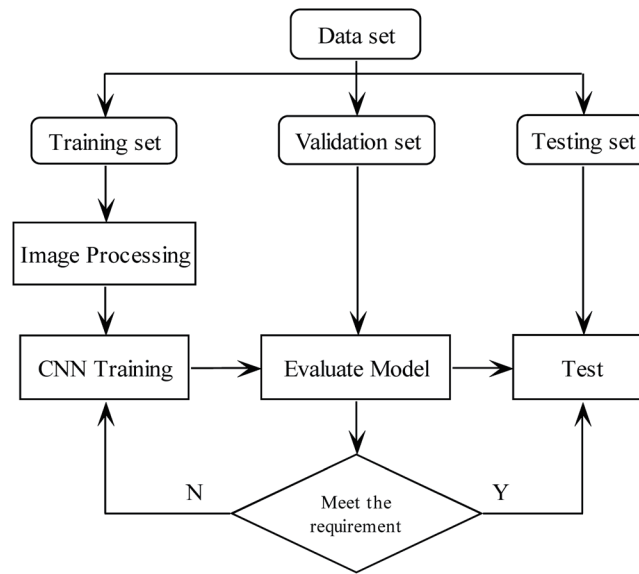 Data set
Training set
Validation set
Testing set
Image Processing
CNN Training
Evaluate Model
Test
N
Meet the
requirement
Y